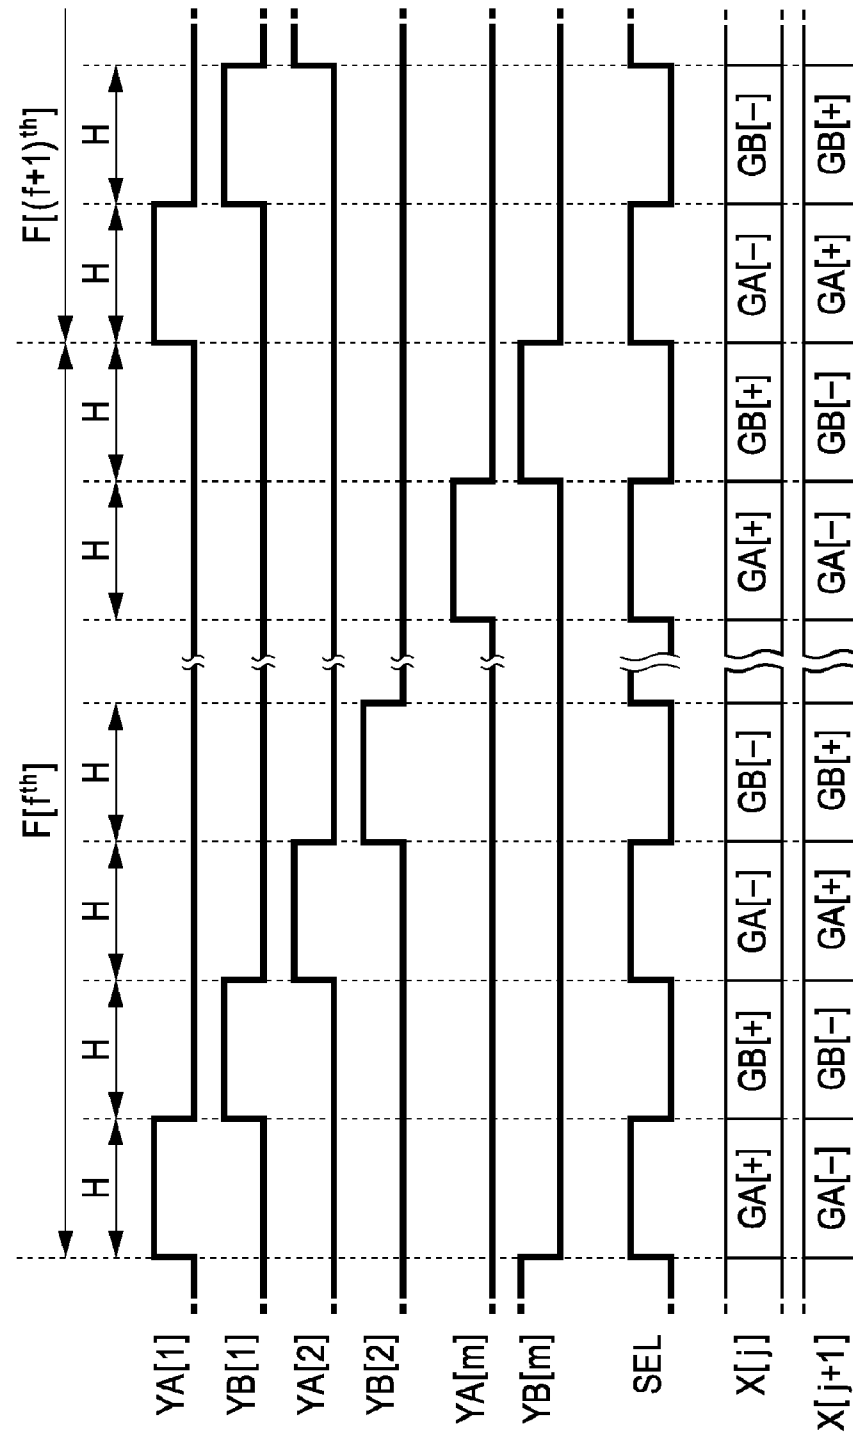 F[fᵗʰ] F[(f+1)ᵗʰ]
H H H H H H H H
YA[1]
YB[1]
YA[2]
YB[2]
YA[m]
YB[m]
SEL
X[j] GA[+] GB[+] GA[−] GB[−] GA[+] GB[+] GA[−] GB[−]
X[j+1] GA[−] GB[−] GA[+] GB[+] GA[−] GB[−] GA[+] GB[+]